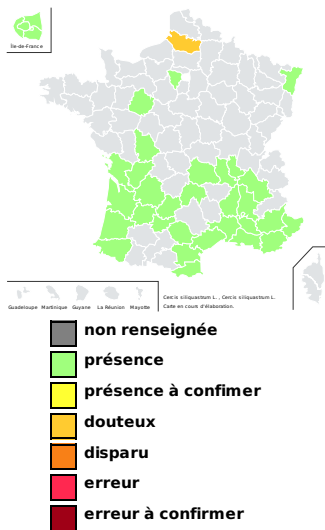 Île-de-France
Guadeloupe Martinique Guyane La Réunion Mayotte
Cercis siliquastrum L. , Cercis siliquastrum L.
Carte en cours d'élaboration.
non renseignée
présence
présence à confimer
douteux
disparu
erreur
erreur à confirmer